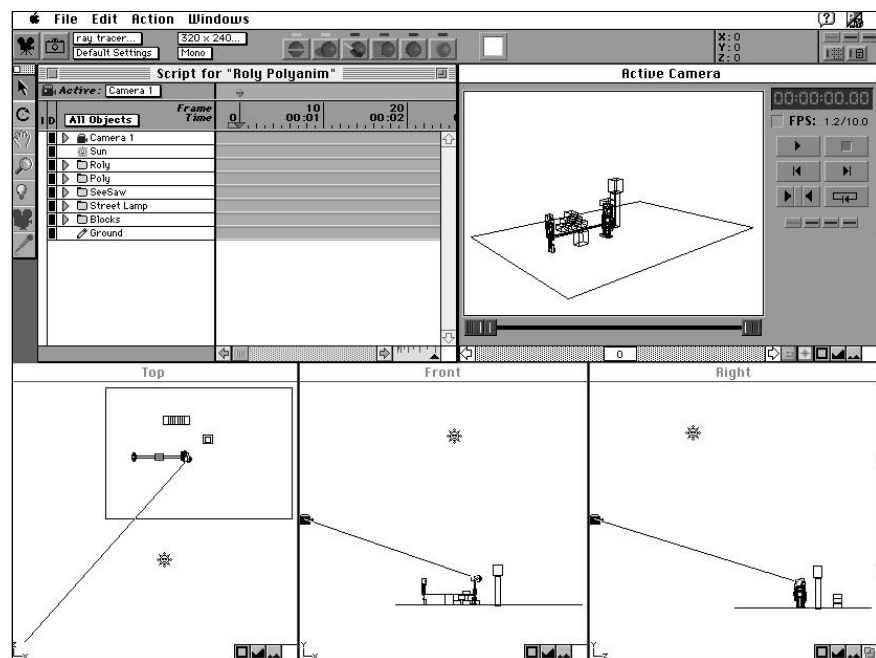 File Edit Action Windows
ray tracer...
320 x 240...
Default Settings
Mono
X: 0
Y: 0
Z: 0
Script for "Roly Polyanim"
Active: Camera 1
I D All Objects
Frame
Time
0
10
00:01
20
00:02
Camera 1
Sun
Roly
Poly
SeeSaw
Street Lamp
Blocks
Ground
Active Camera
00:00:00.00
FPS: 1.2/10.0
0
Top
Front
Right
Z
X
Y
X
Y
Z